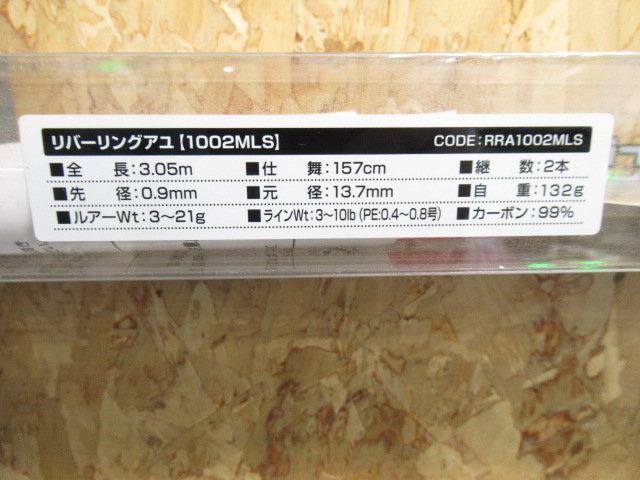 リバーリングアユ【1002MLS】 CODE:RRA1002MLS
■全　長:3.05m ■仕　舞:157cm ■継　数:2本
■先　径:0.9mm ■元　径:13.7mm ■自　重:132g
■ルアーWt:3〜21g ■ラインWt:3〜10lb(PE:0.4〜0.8号) ■カーボン:99%